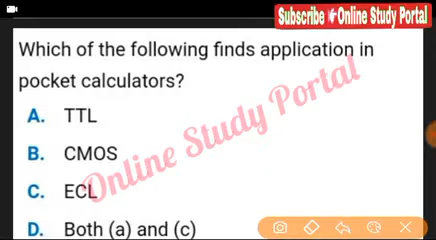 Subscribe ☛Online Study Portal
Which of the following finds application in
pocket calculators?
A. TTL
B. CMOS
C. ECL
D. Both (a) and (c)
Online Study Portal